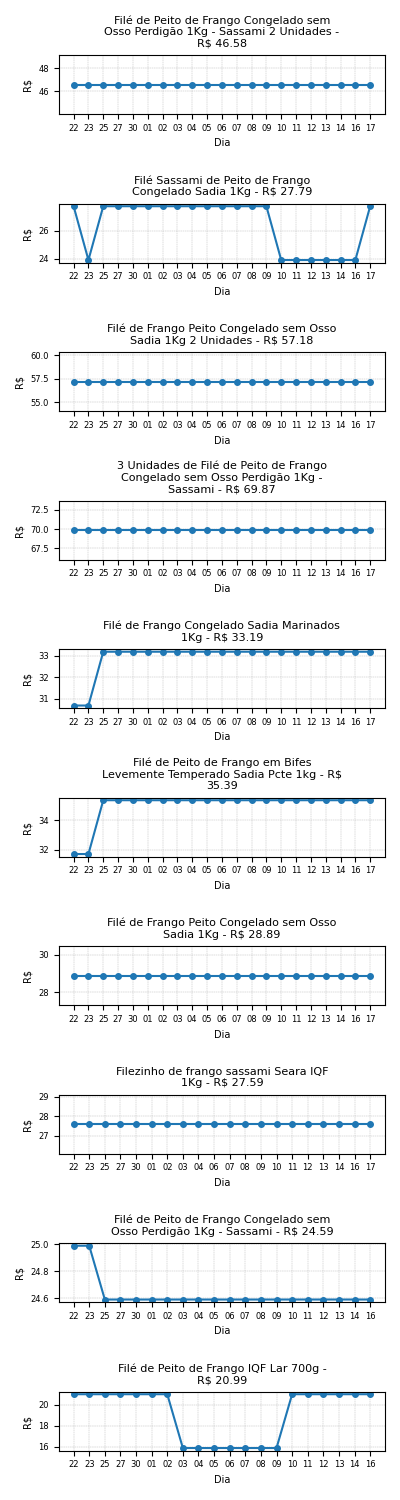 Filé de Peito de Frango Congelado sem
Osso Perdigão 1Kg - Sassami 2 Unidades -
R$ 46.58
48
46
R$
22 23 25 27 30 01 02 03 04 05 06 07 08 09 10 11 12 13 14 16 17
Dia
Filé Sassami de Peito de Frango
Congelado Sadia 1Kg - R$ 27.79
26
24
R$
22 23 25 27 30 01 02 03 04 05 06 07 08 09 10 11 12 13 14 16 17
Dia
Filé de Frango Peito Congelado sem Osso
Sadia 1Kg 2 Unidades - R$ 57.18
60.0
57.5
55.0
R$
22 23 25 27 30 01 02 03 04 05 06 07 08 09 10 11 12 13 14 16 17
Dia
3 Unidades de Filé de Peito de Frango
Congelado sem Osso Perdigão 1Kg -
Sassami - R$ 69.87
72.5
70.0
67.5
R$
22 23 25 27 30 01 02 03 04 05 06 07 08 09 10 11 12 13 14 16 17
Dia
Filé de Frango Congelado Sadia Marinados
1Kg - R$ 33.19
33
32
31
R$
22 23 25 27 30 01 02 03 04 05 06 07 08 09 10 11 12 13 14 16 17
Dia
Filé de Peito de Frango em Bifes
Levemente Temperado Sadia Pcte 1kg - R$
35.39
34
32
R$
22 23 25 27 30 01 02 03 04 05 06 07 08 09 10 11 12 13 14 16 17
Dia
Filé de Frango Peito Congelado sem Osso
Sadia 1Kg - R$ 28.89
30
28
R$
22 23 25 27 30 01 02 03 04 05 06 07 08 09 10 11 12 13 14 16 17
Dia
Filezinho de frango sassami Seara IQF
1Kg - R$ 27.59
29
28
27
R$
22 23 25 27 30 01 02 03 04 06 07 08 09 10 11 12 13 14 16 17
Dia
Filé de Peito de Frango Congelado sem
Osso Perdigão 1Kg - Sassami - R$ 24.59
25.0
24.8
24.6
R$
22 23 25 27 30 01 02 03 04 05 06 07 08 09 10 11 12 13 14 16
Dia
Filé de Peito de Frango IQF Lar 700g -
R$ 20.99
20
18
16
R$
22 23 25 27 30 01 02 03 04 05 06 07 08 09 10 11 12 13 14 16
Dia